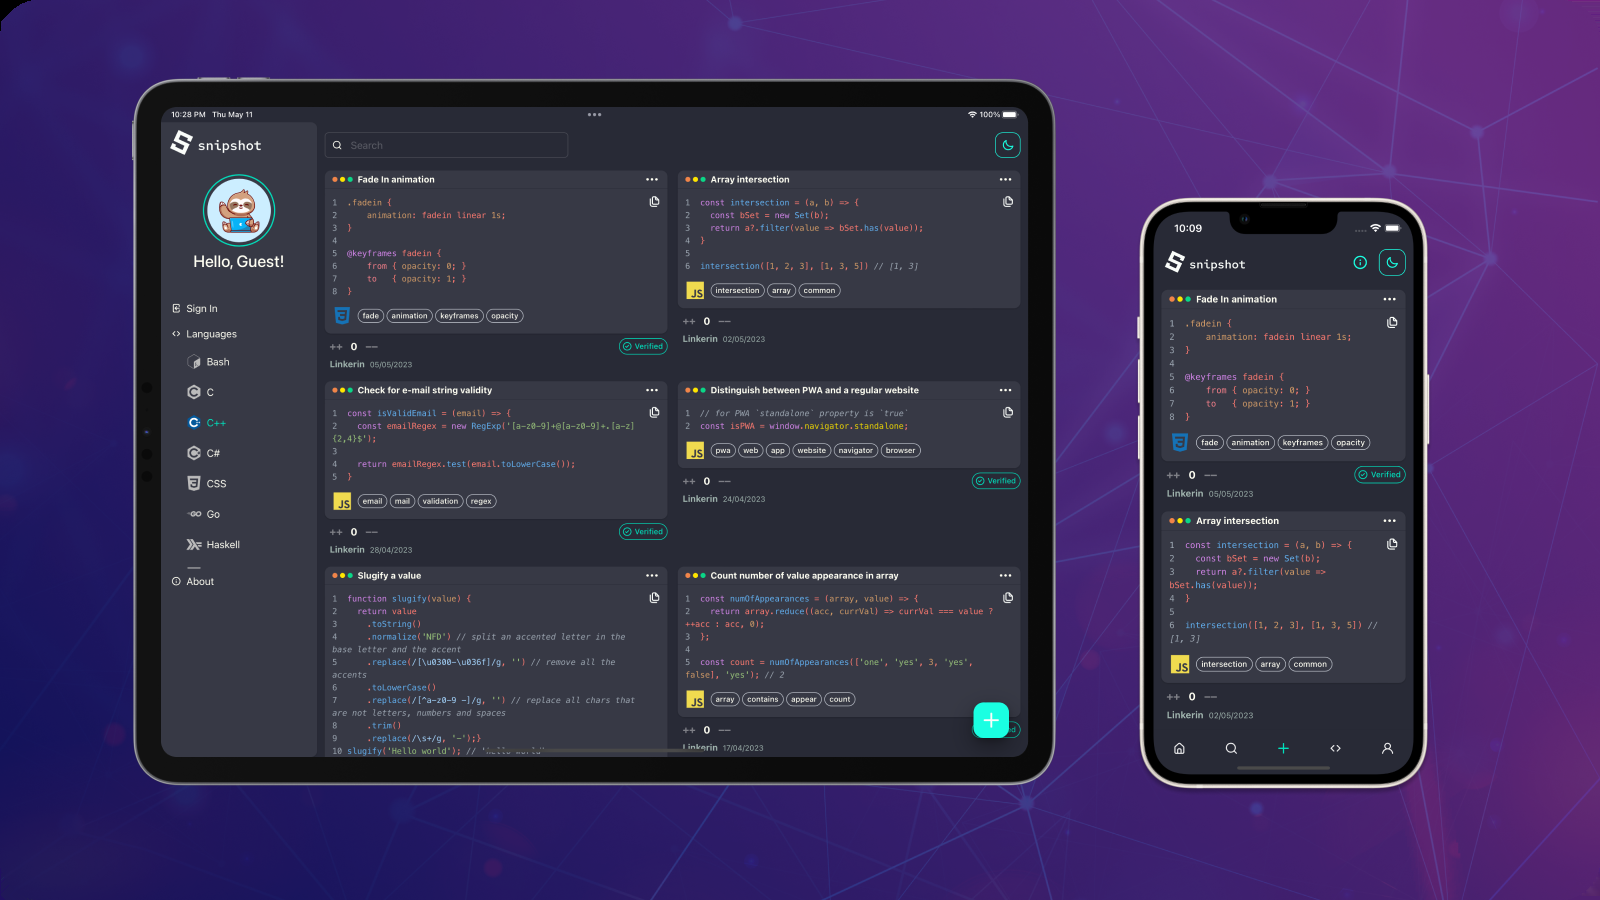 10:28 PM Thu May 11
100%
snipshot
Hello, Guest!
Sign In
Languages
Bash
C
C++
C#
CSS
Go
Haskell
About
Search
Fade In animation
1 .fadein {
2 animation: fadein linear 1s;
3 }
4
5 @keyframes fadein {
6 from { opacity: 0; }
7 to { opacity: 1; }
8 }
fade animation keyframes opacity
++ 0 −−
Verified
Linkerin 05/05/2023
Array intersection
1 const intersection = (a, b) => {
2 const bSet = new Set(b);
3 return a?.filter(value => bSet.has(value));
4 }
5
6 intersection([1, 2, 3], [1, 3, 5]) // [1, 3]
JS intersection array common
++ 0 −−
Linkerin 02/05/2023
Check for e-mail string validity
1 const isValidEmail = (email) => {
2 const emailRegex = new RegExp('[a-z0-9]+@[a-z0-9]+.[a-z]
{2,4}$');
3
4 return emailRegex.test(email.toLowerCase());
5 }
JS email mail validation regex
++ 0 −−
Verified
Linkerin 28/04/2023
Distinguish between PWA and a regular website
1 // for PWA `standalone` property is `true`
2 const isPWA = window.navigator.standalone;
JS pwa web app website navigator browser
++ 0 −−
Verified
Linkerin 24/04/2023
Slugify a value
1 function slugify(value) {
2 return value
3 .toString()
4 .normalize('NFD') // split an accented letter in the
base letter and the accent
5 .replace(/[\u0300-\u036f]/g, '') // remove all the
accents
6 .toLowerCase()
7 .replace(/[^a-z0-9 -]/g, '') // replace all chars that
are not letters, numbers and spaces
8 .trim()
9 .replace(/\s+/g, '-');}
10 slugify('Hello world'); //
Count number of value appearance in array
1 const numOfAppearances = (array, value) => {
2 return array.reduce((acc, currVal) => currVal === value ?
++acc : acc, 0);
3 };
4
5 const count = numOfAppearances(['one', 'yes', 3, 'yes',
false], 'yes'); // 2
JS array contains appear count
++ 0 −−
Linkerin 17/04/2023
10:09
snipshot
Fade In animation
1 .fadein {
2 animation: fadein linear 1s;
3 }
4
5 @keyframes fadein {
6 from { opacity: 0; }
7 to { opacity: 1; }
8 }
fade animation keyframes opacity
++ 0 −−
Verified
Linkerin 05/05/2023
Array intersection
1 const intersection = (a, b) => {
2 const bSet = new Set(b);
3 return a?.filter(value =>
bSet.has(value));
4 }
5
6 intersection([1, 2, 3], [1, 3, 5]) //
[1, 3]
JS intersection array common
++ 0 −−
Linkerin 02/05/2023